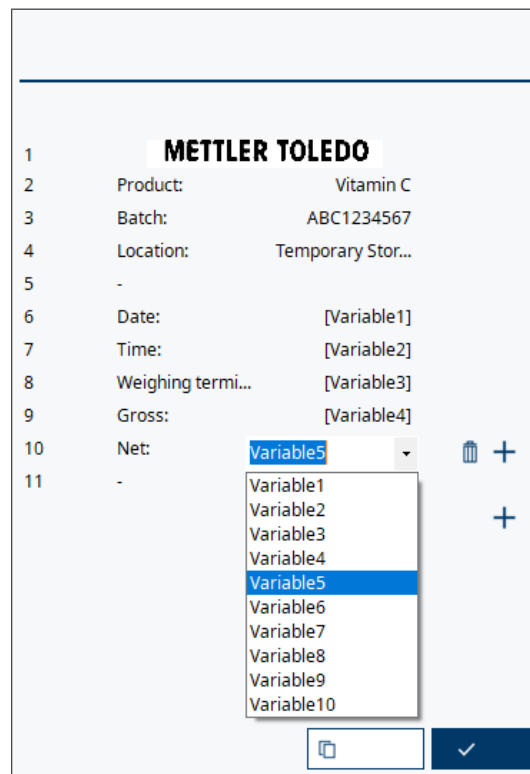 1 METTLER TOLEDO
2 Product: Vitamin C
3 Batch: ABC1234567
4 Location: Temporary Stor...
5 -
6 Date: [Variable1]
7 Time: [Variable2]
8 Weighing termi... [Variable3]
9 Gross: [Variable4]
10 Net: Variable5
11 -
Variable1
Variable2
Variable3
Variable4
Variable5
Variable6
Variable7
Variable8
Variable9
Variable10